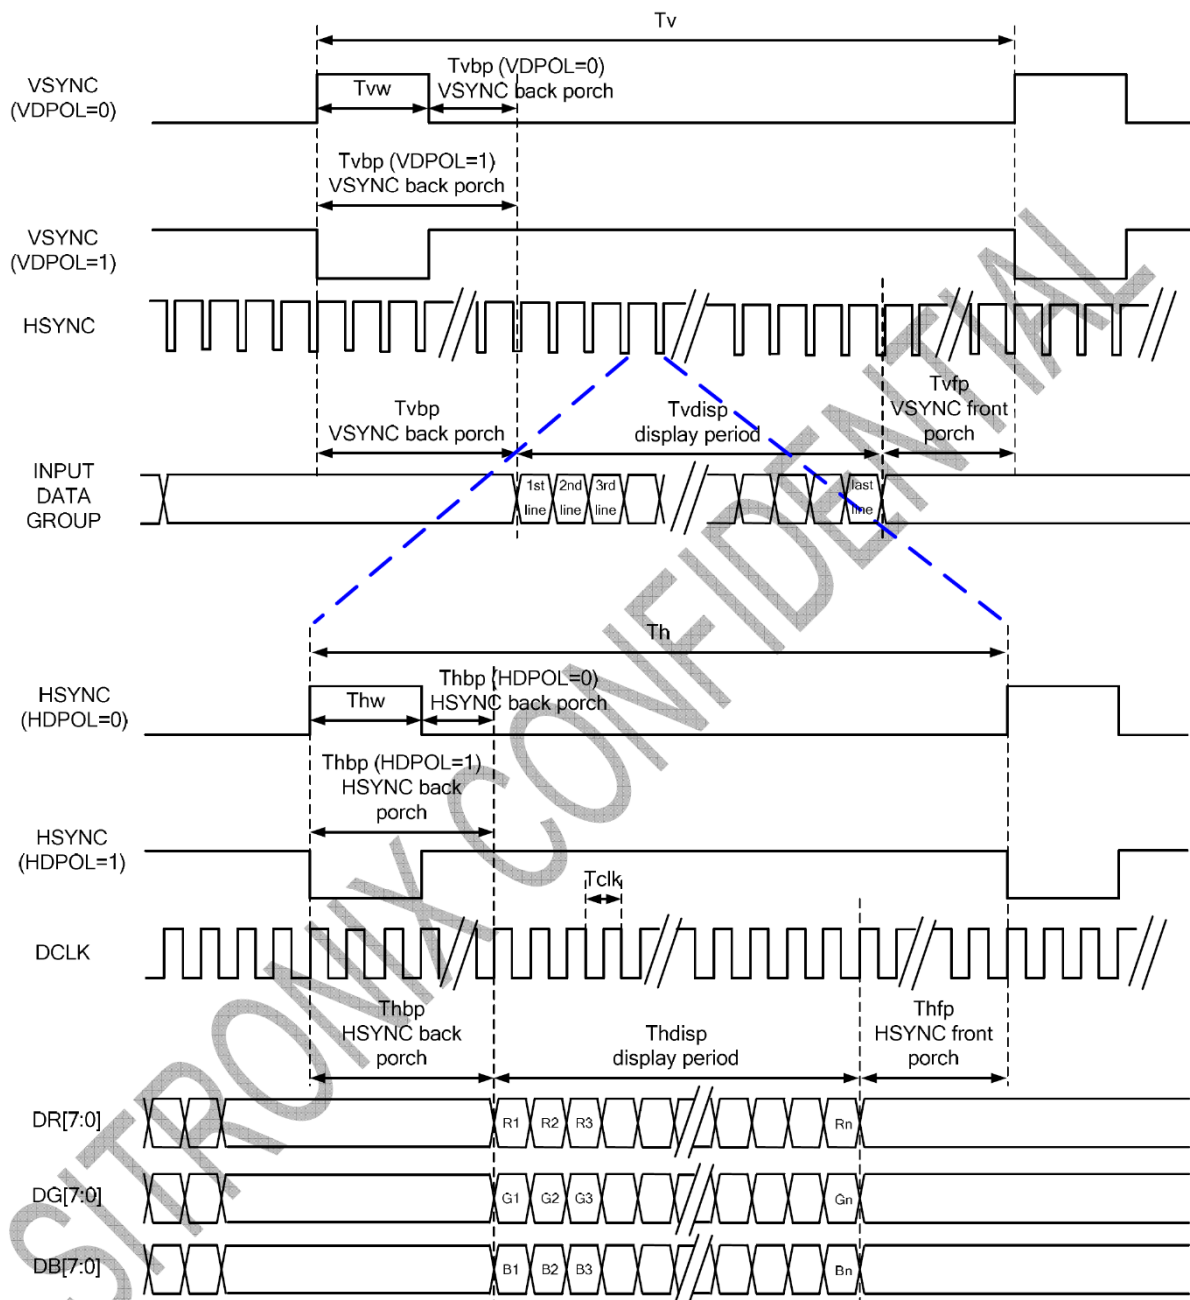 Tv
VSYNC
(VDPOL=0)
Tvw
Tvbp (VDPOL=0)
VSYNC back porch
Tvbp (VDPOL=1)
VSYNC back porch
VSYNC
(VDPOL=1)
HSYNC
Tvbp
VSYNC back porch
Tvdisp
display period
Tvfp
VSYNC front
porch
INPUT
DATA
GROUP
1st
line
2nd
line
3rd
line
last
line
Th
HSYNC
(HDPOL=0)
Thw
Thbp (HDPOL=0)
HSYNC back porch
Thbp (HDPOL=1)
HSYNC back
porch
HSYNC
(HDPOL=1)
Tclk
DCLK
Thbp
HSYNC back
porch
Thdisp
display period
Thfp
HSYNC front
porch
DR[7:0]
R1 R2 R3 Rn
DG[7:0]
G1 G2 G3 Gn
DB[7:0]
B1 B2 B3 Bn
SITRONIX CONFIDENTIAL